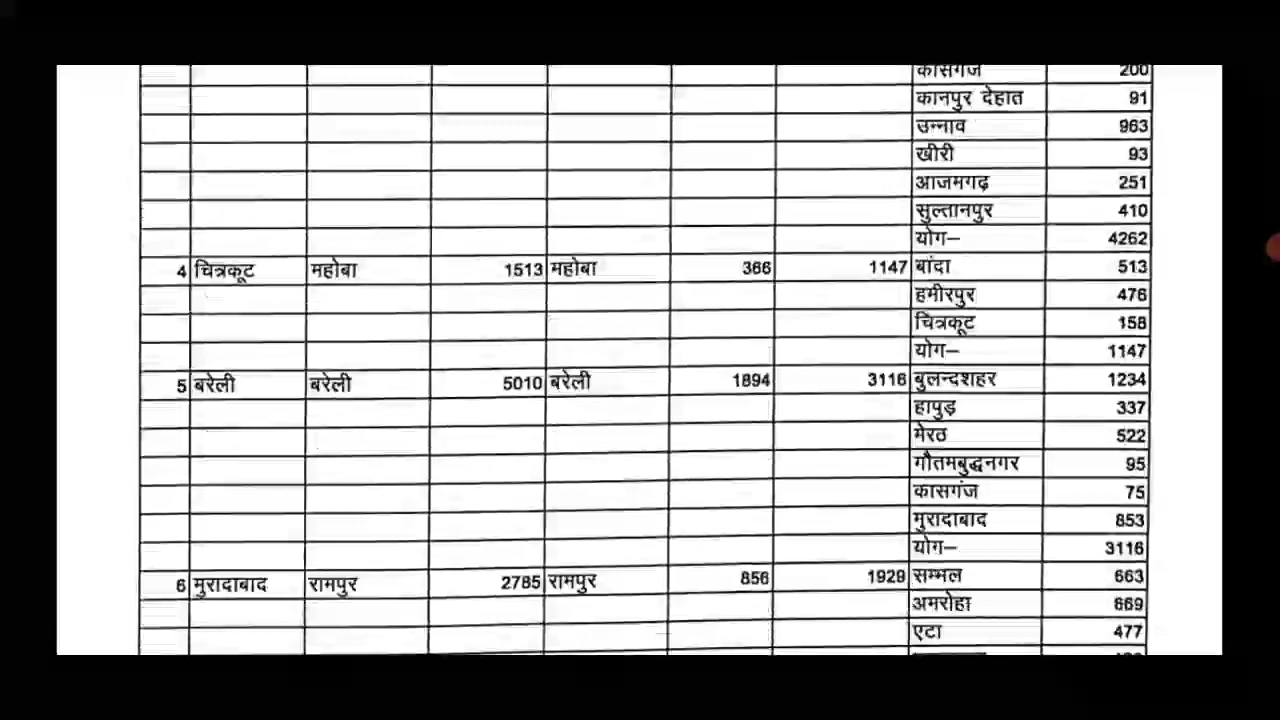 कासगंज 200
कानपुर देहात 91
उन्नाव 963
खीरी 93
आजमगढ़ 251
सुल्तानपुर 410
योग– 4262
4 चित्रकूट महोबा 1513 महोबा 366 1147 बांदा 513
हमीरपुर 476
चित्रकूट 158
योग– 1147
5 बरेली बरेली 5010 बरेली 1894 3116 बुलन्दशहर 1234
हापुड़ 337
मेरठ 522
गौतमबुद्धनगर 95
कासगंज 75
मुरादाबाद 853
योग– 3116
6 मुरादाबाद रामपुर 2785 रामपुर 856 1929 सम्भल 663
अमरोहा 669
एटा 477